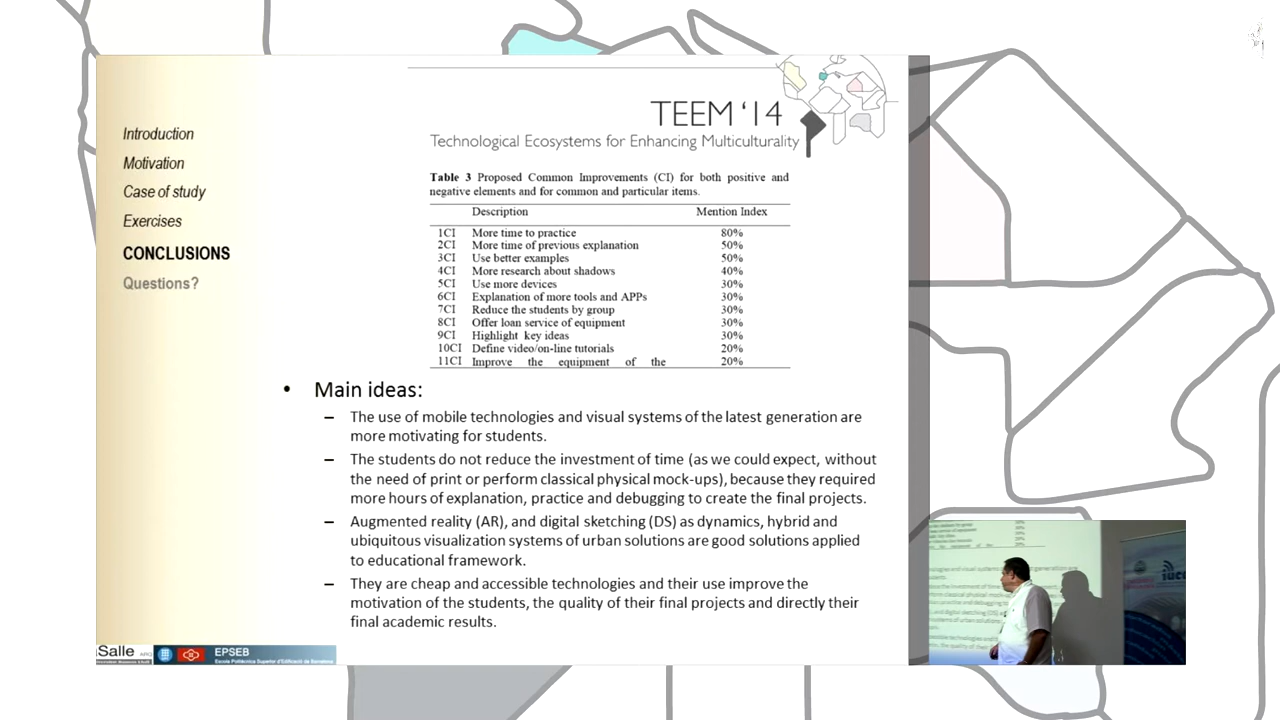 TEEM ‘14
Technological Ecosystems for Enhancing Multiculturality
Introduction
Motivation
Case of study
Exercises
CONCLUSIONS
Questions?
Table 3 Proposed Common Improvements (CI) for both positive and
negative elements and for common and particular items.
Description Mention Index
1CI More time to practice 80%
2CI More time of previous explanation 50%
3CI Use better examples 50%
4CI More research about shadows 40%
5CI Use more devices 30%
6CI Explanation of more tools and APPs 30%
7CI Reduce the students by group 30%
8CI Offer loan service of equipment 30%
9CI Highlight key ideas 30%
10CI Define video/on-line tutorials 20%
11CI Improve the equipment of the 20%
• Main ideas:
– The use of mobile technologies and visual systems of the latest generation are
more motivating for students.
– The students do not reduce the investment of time (as we could expect, without
the need of print or perform classical physical mock-ups), because they required
more hours of explanation, practice and debugging to create the final projects.
– Augmented reality (AR), and digital sketching (DS) as dynamics, hybrid and
ubiquitous visualization systems of urban solutions are good solutions applied
to educational framework.
– They are cheap and accessible technologies and their use improve the
motivation of the students, the quality of their final projects and directly their
final academic results.
aSalle
EPSEB
Escola Politècnica Superior d'Edificació de Barcelona